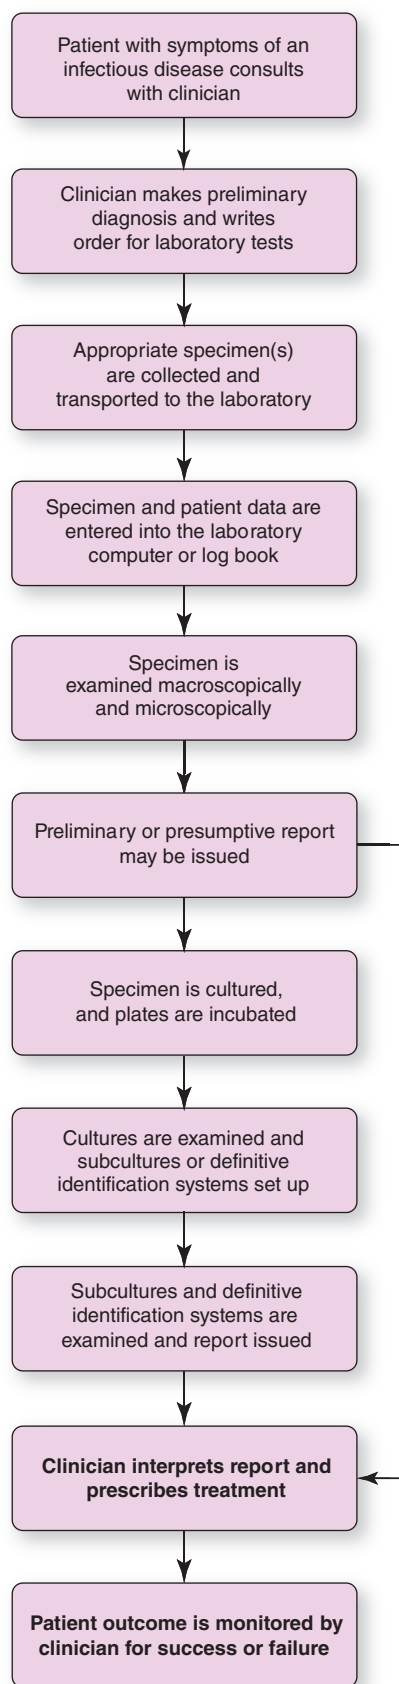 Patient with symptoms of an
infectious disease consults
with clinician
Clinician makes preliminary
diagnosis and writes
order for laboratory tests
Appropriate specimen(s)
are collected and
transported to the laboratory
Specimen and patient data are
entered into the laboratory
computer or log book
Specimen is
examined macroscopically
and microscopically
Preliminary or presumptive report
may be issued
Specimen is cultured,
and plates are incubated
Cultures are examined and
subcultures or definitive
identification systems set up
Subcultures and definitive
identification systems are
examined and report issued
Clinician interprets report and
prescribes treatment
Patient outcome is monitored by
clinician for success or failure